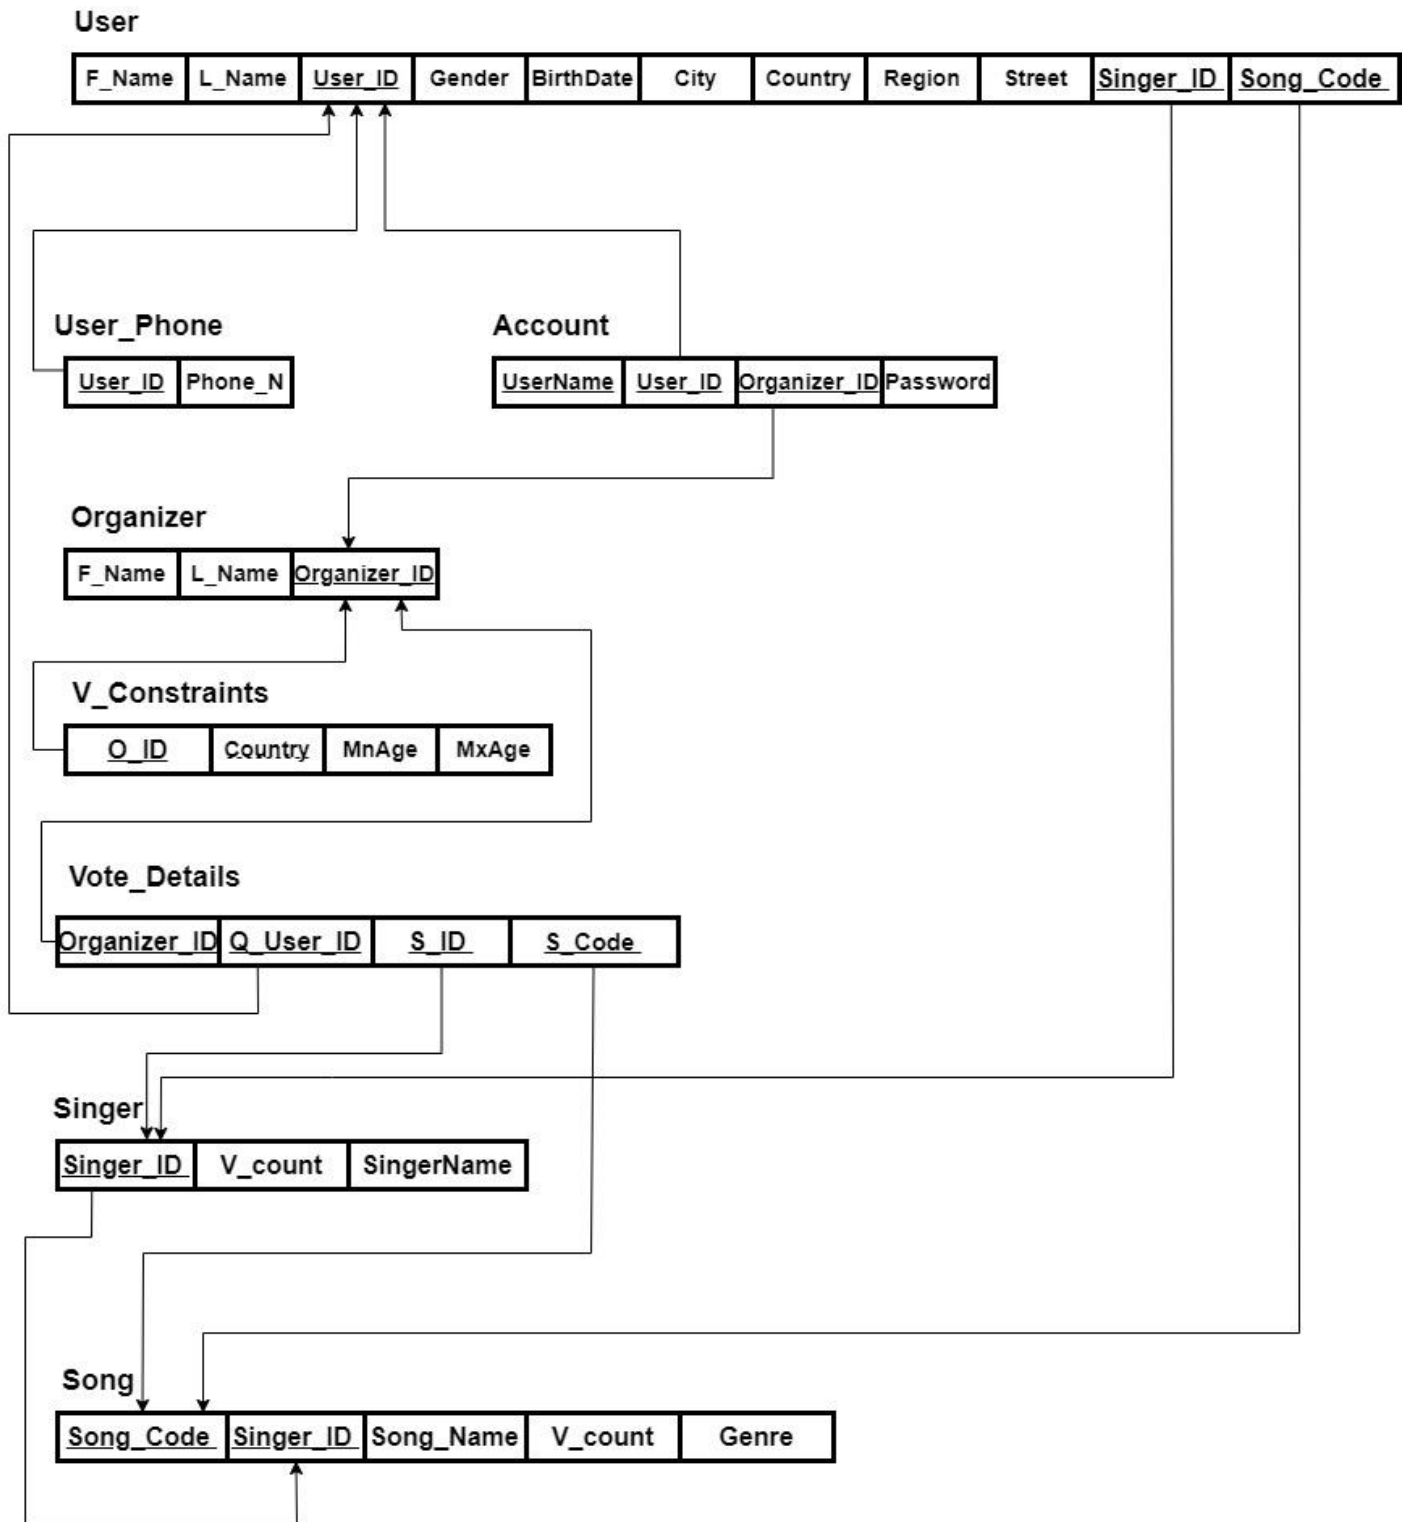 User
F_Name L_Name User_ID Gender BirthDate City Country Region Street Singer_ID Song_Code
User_Phone Account
User_ID Phone_N UserName User_ID Organizer_ID Password
Organizer
F_Name L_Name Organizer_ID
V_Constraints
O_ID Country MnAge MxAge
Vote_Details
Organizer_ID Q_User_ID S_ID S_Code
Singer
Singer_ID V_count SingerName
Song
Song_Code Singer_ID Song_Name V_count Genre